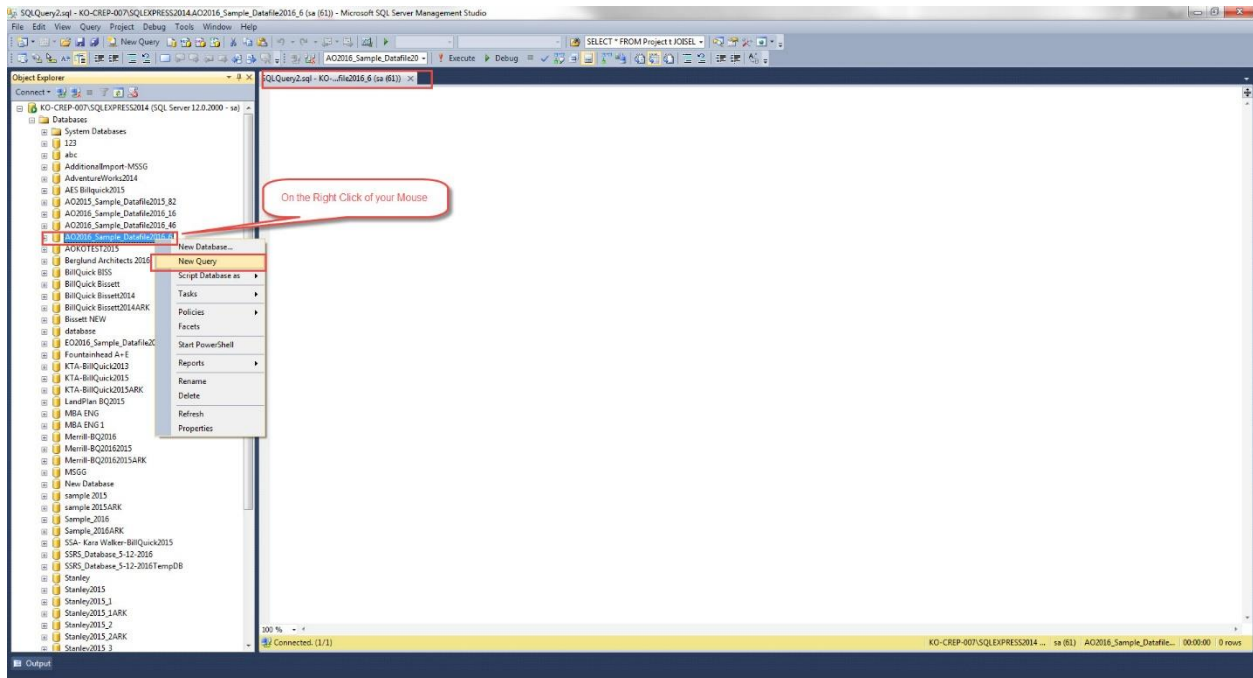 SQLQuery2.sql - KO-CREP-007\SQLEXPRESS2014.AO2016_Sample_Datafile2016_6 (sa (61)) - Microsoft SQL Server Management Studio
File Edit View Query Project Debug Tools Window Help
New Query
SELECT * FROM Project t JOISEL
AO2016_Sample_Datafile20
Execute
Debug
Object Explorer
SQLQuery2.sql - KO-...file2016_6 (sa (61))
Connect
KO-CREP-007\SQLEXPRESS2014 (SQL Server 12.0.2000 - sa)
Databases
System Databases
123
abc
AdditionalImport-MSSG
AdventureWorks2014
AES Billquick2015
AO2015_Sample_Datafile2015_82
AO2016_Sample_Datafile2016_16
AO2016_Sample_Datafile2016_46
AO2016_Sample_Datafile2016_6
AOKOTEST2015
Berglund Architects 2016
BillQuick BISS
BillQuick Bissett
BillQuick Bissett2014
BillQuick Bissett2014ARK
Bissett NEW
database
EO2016_Sample_Datafile20
Fountainhead A+E
KTA-BillQuick2013
KTA-BillQuick2015
KTA-BillQuick2015ARK
LandPlan BQ2015
MBA ENG
MBA ENG 1
Merrill-BQ2016
Merrill-BQ20162015
Merrill-BQ20162015ARK
MSGG
New Database
sample 2015
sample 2015ARK
Sample_2016
Sample_2016ARK
SSA- Kara Walker-BillQuick2015
SSRS_Database_5-12-2016
SSRS_Database_5-12-2016TempDB
Stanley
Stanley2015
Stanley2015_1
Stanley2015_1ARK
Stanley2015_2
Stanley2015_2ARK
Stanley2015_3
On the Right Click of your Mouse
New Database...
New Query
Script Database as
Tasks
Policies
Facets
Start PowerShell
Reports
Rename
Delete
Refresh
Properties
100 %
Connected. (1/1)
KO-CREP-007\SQLEXPRESS2014 ... sa (61) AO2016_Sample_Datafile... 00:00:00 0 rows
Output